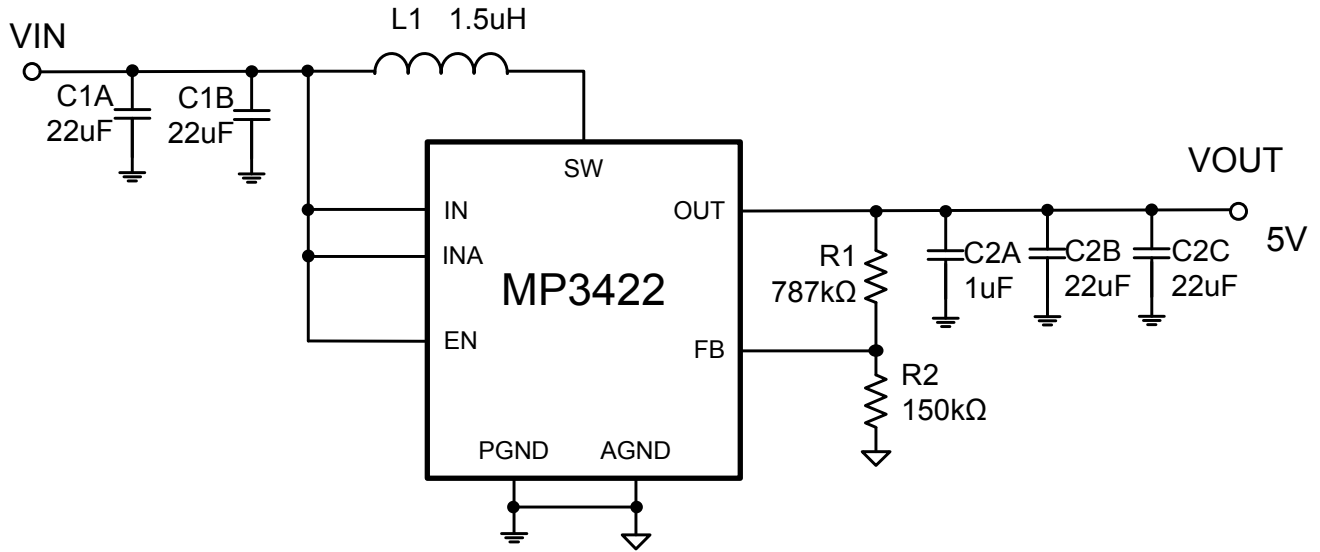 L1 1.5uH
VIN
C1A
22uF
C1B
22uF
SW
VOUT
5V
IN
OUT
INA
MP3422
EN
FB
R1
787kΩ
C2A
1uF
C2B
22uF
C2C
22uF
R2
150kΩ
PGND AGND